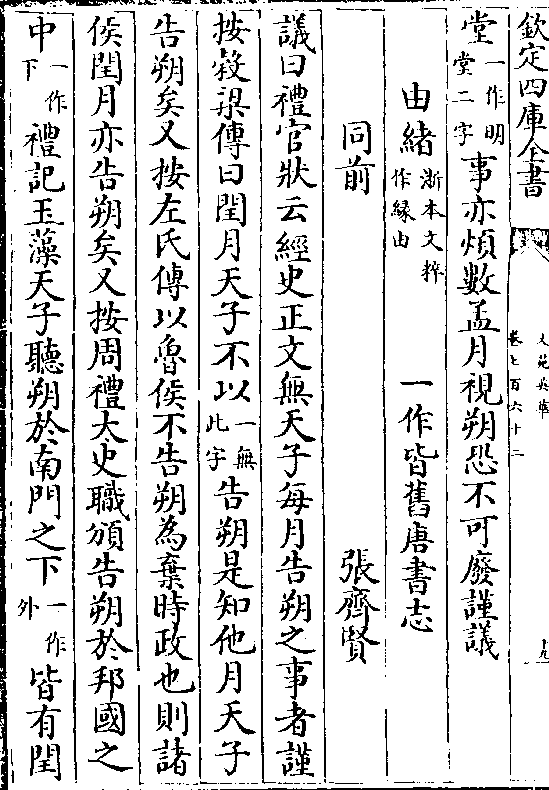 欽定四庫全書
文苑英華
卷七百六十二
十九
堂一作明堂二字事亦煩數孟月視朔恐不可廢謹議
由緒浙本文粹作緣由 一作皆舊唐書志
同前 張齊賢
議曰禮官狀云經史正文無天子每月告朔之事者謹
按穀梁傳曰閏月天子不以一無此字告朔是知他月天子
告朔矣又按左氏傳以魯侯不告朔為棄時政也則諸
侯閏月亦告朔矣又按周禮太史職頒告朔於邦國之
中一作下禮記玉藻天子聽朔於南門之下一作外皆有閏